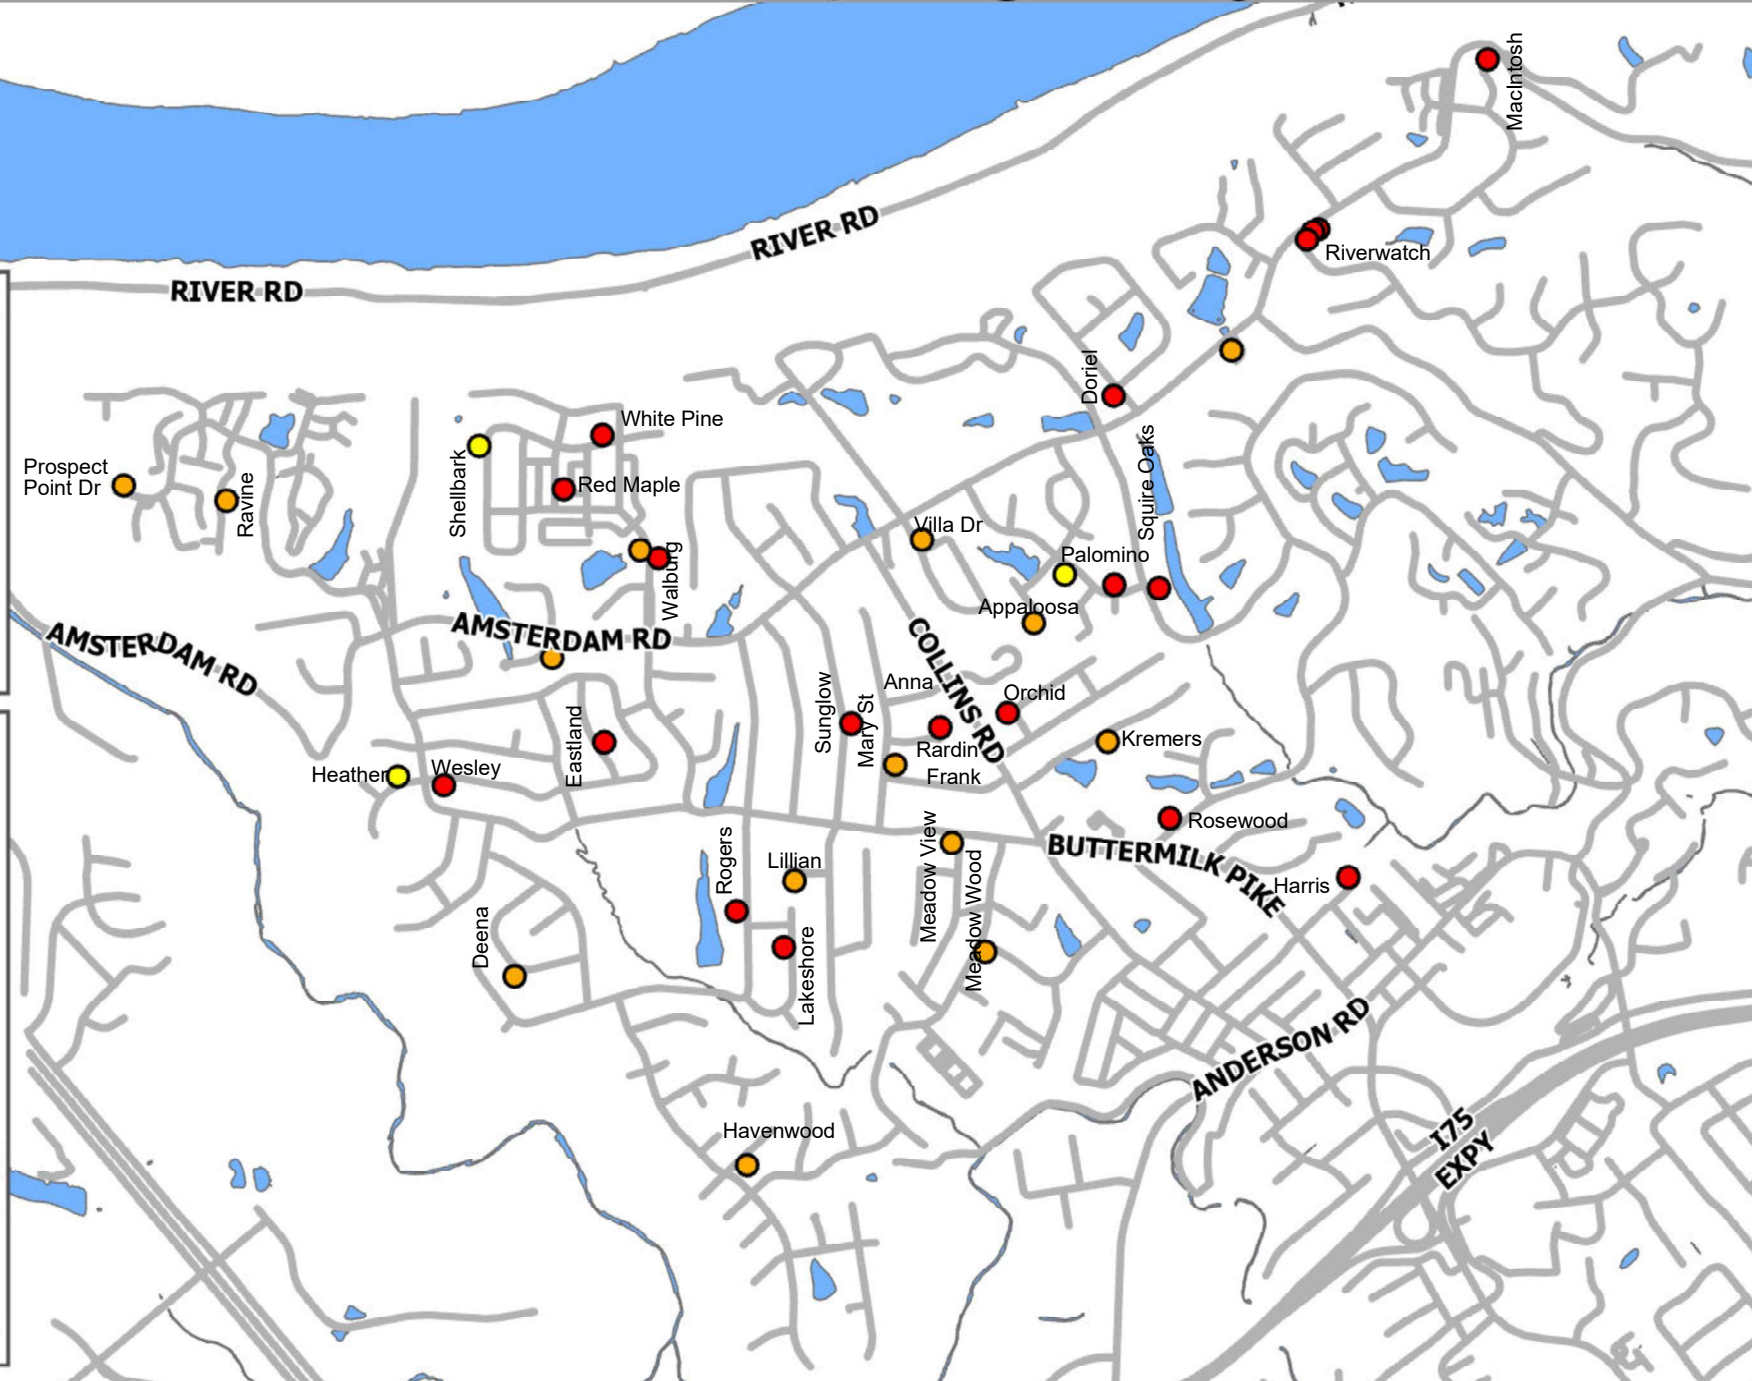 MacIntosh
RIVER RD
Riverwatch
RIVER RD
Doriel
White Pine
Squire Oaks
Shellbark
Prospect
Point Dr
Ravine
Red Maple
Villa Dr
Walburg
Palomino
Appaloosa
AMSTERDAM RD
AMSTERDAM RD
COLLINS RD
Anna
Orchid
Sunglow
Mary St
Eastland
Rardin
Kremers
Heather
Wesley
Frank
Rosewood
Meadow View
BUTTERMILK PIKE
Rogers
Lillian
Meadow Wood
Harris
Deena
Lakeshore
ANDERSON RD
Havenwood
I75
EXPY